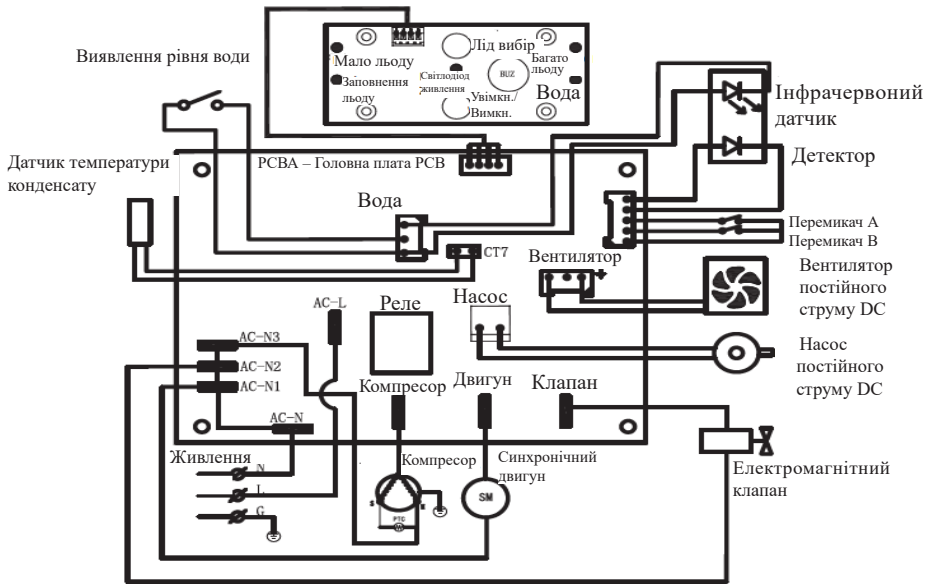 Виявлення рівня води
Мало льоду
Лід вибір
Багато
льоду
Заповнення
льоду
Світлодіод
живлення
BUZ
Увімкн./
Вимкн.
Вода
Інфрачервоний
датчик
Детектор
Датчик температури
конденсату
PCBA – Головна плата PCB
Вода
CT7
Вентилятор
+
Перемикач A
Перемикач B
Вентилятор
постійного
струму DC
AC-L
Реле
Насос
Насос
постійного
струму DC
AC-N3
AC-N2
AC-N1
AC-N
Компресор
Двигун
Клапан
Живлення
N
L
G
Компресор
S
R
PTC
Синхронічний
двигун
SM
Електромагнітний
клапан